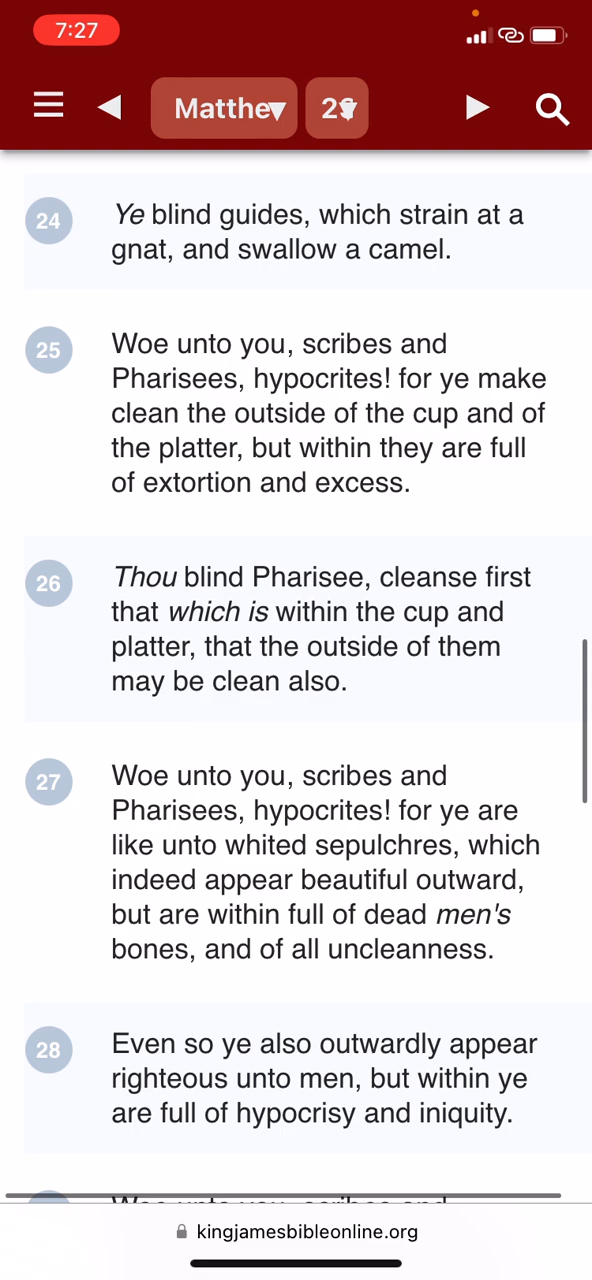 7:27
Matthe
24
Ye blind guides, which strain at a
gnat, and swallow a camel.
25
Woe unto you, scribes and
Pharisees, hypocrites! for ye make
clean the outside of the cup and of
the platter, but within they are full
of extortion and excess.
26
Thou blind Pharisee, cleanse first
that which is within the cup and
platter, that the outside of them
may be clean also.
27
Woe unto you, scribes and
Pharisees, hypocrites! for ye are
like unto whited sepulchres, which
indeed appear beautiful outward,
but are within full of dead men's
bones, and of all uncleanness.
28
Even so ye also outwardly appear
righteous unto men, but within ye
are full of hypocrisy and iniquity.
kingjamesbibleonline.org